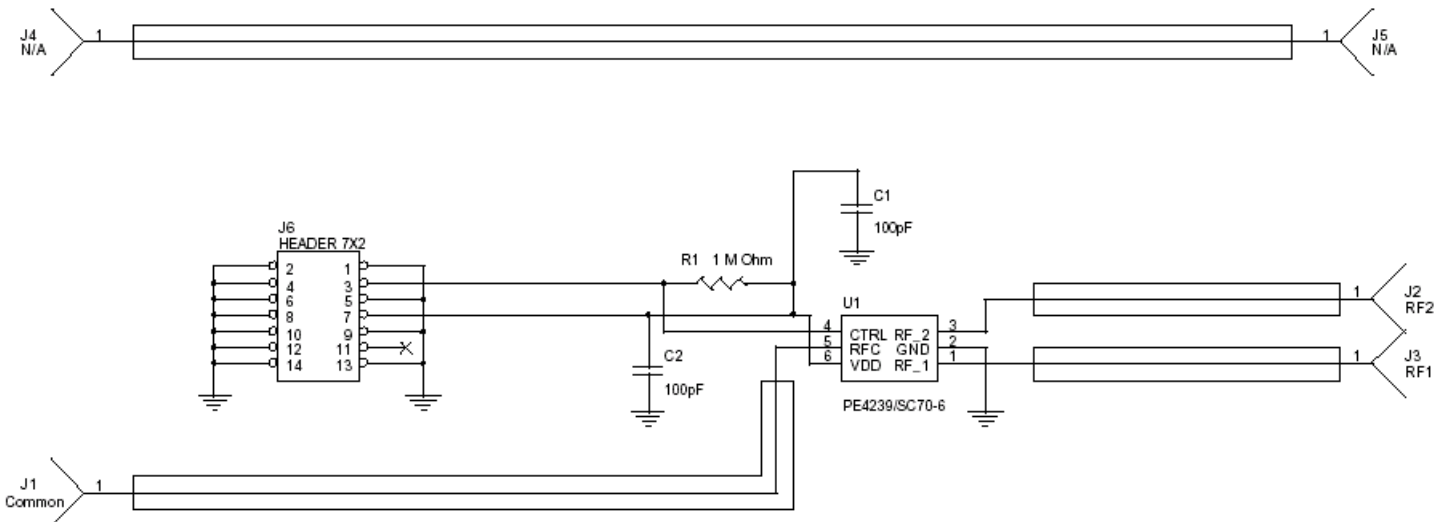 J4
N/A
1
1
J5
N/A
C1
100pF
J6
HEADER 7X2
R1 1 M Ohm
2 1
4 3
6 5
8 7
10 9
12 11
14 13
U1
4 CTRL RF_2 3
5 RFC GND 2
6 VDD RF_1 1
PE4239/SC70-6
1
J2
RF2
1
J3
RF1
C2
100pF
J1
Common
1